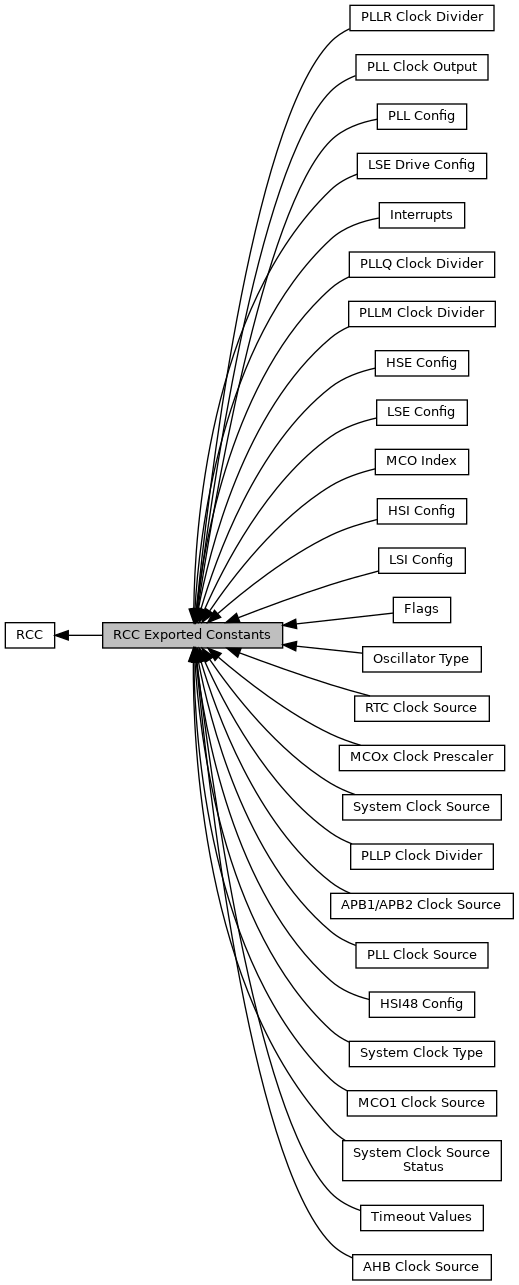 PLLR Clock Divider
PLL Clock Output
PLL Config
LSE Drive Config
Interrupts
PLLQ Clock Divider
PLLM Clock Divider
HSE Config
LSE Config
MCO Index
HSI Config
LSI Config
Flags
RCC
RCC Exported Constants
Oscillator Type
RTC Clock Source
MCOx Clock Prescaler
System Clock Source
PLLP Clock Divider
APB1/APB2 Clock Source
PLL Clock Source
HSI48 Config
System Clock Type
MCO1 Clock Source
System Clock Source
Status
Timeout Values
AHB Clock Source